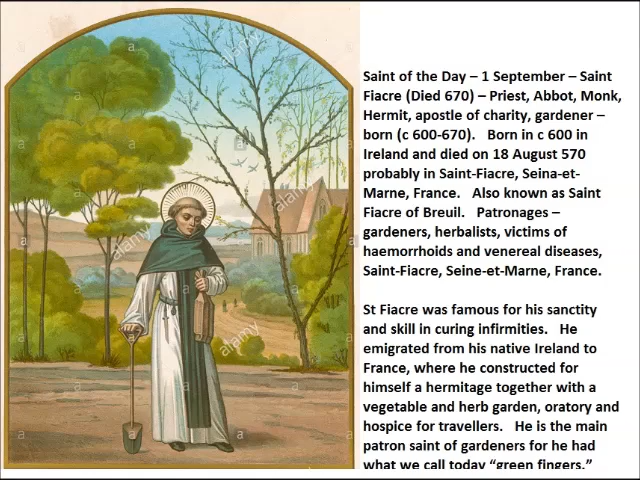 Saint of the Day – 1 September – Saint
Fiacre (Died 670) – Priest, Abbot, Monk,
Hermit, apostle of charity, gardener –
born (c 600-670).   Born in c 600 in
Ireland and died on 18 August 570
probably in Saint-Fiacre, Seina-et-
Marne, France.   Also known as Saint
Fiacre of Breuil.   Patronages –
gardeners, herbalists, victims of
haemorrhoids and venereal diseases,
Saint-Fiacre, Seine-et-Marne, France.
St Fiacre was famous for his sanctity
and skill in curing infirmities.   He
emigrated from his native Ireland to
France, where he constructed for
himself a hermitage together with a
vegetable and herb garden, oratory and
hospice for travellers.   He is the main
patron saint of gardeners for he had
what we call today “green fingers.”
alamy
alamy
alamy
alamy